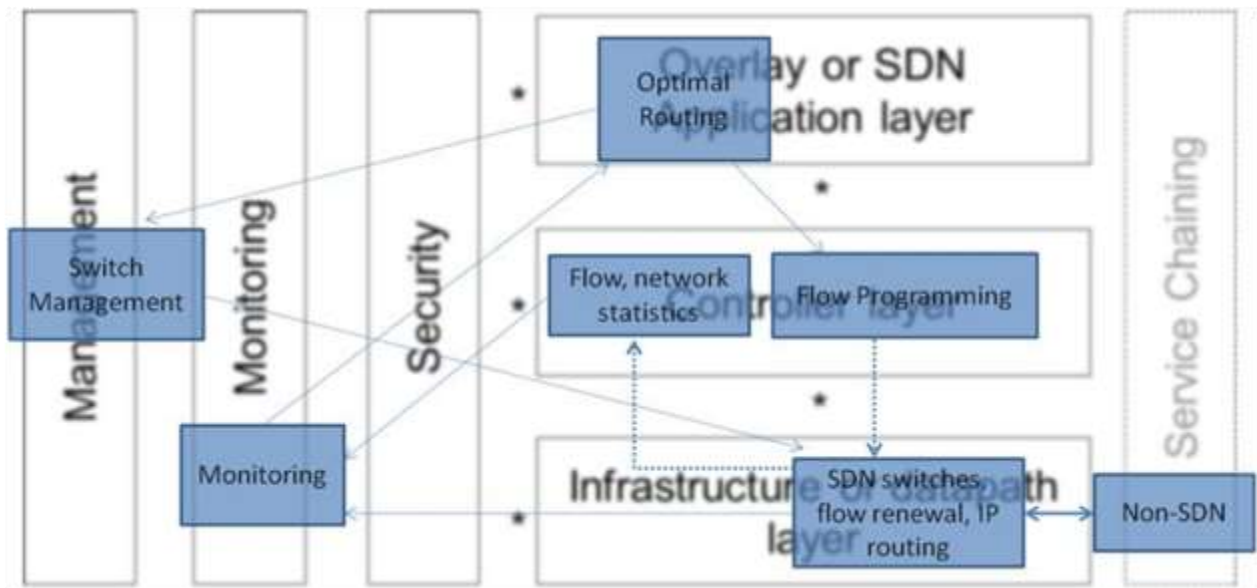 Management
Monitoring
Security
Overlay or SDN
Application layer
Optimal
Routing
*
*
Switch
Management
Flow, network
statistics
Flow Programming
Controller layer
*
*
Monitoring
Infrastructure or datapath
layer
SDN switches,
flow renewal, IP
routing
*
Non-SDN
Service Chaining